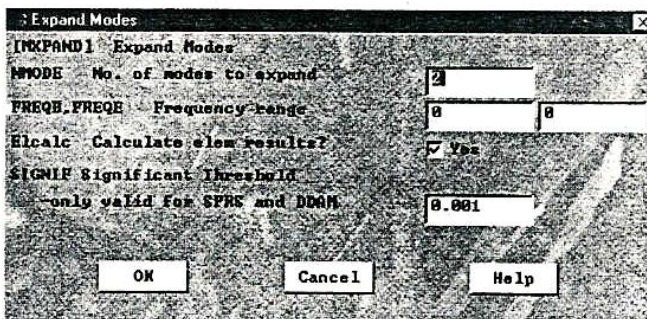 Expand Modes
[MXPAND] Expand Modes
NMODE No. of modes to expand 2
FREQB,FREQE Frequency range 0 0
Elcalc Calculate elem results? Yes
SIGNIF Significant Threshold
-only valid for SPRS and DDAM 0.001
OK Cancel Help